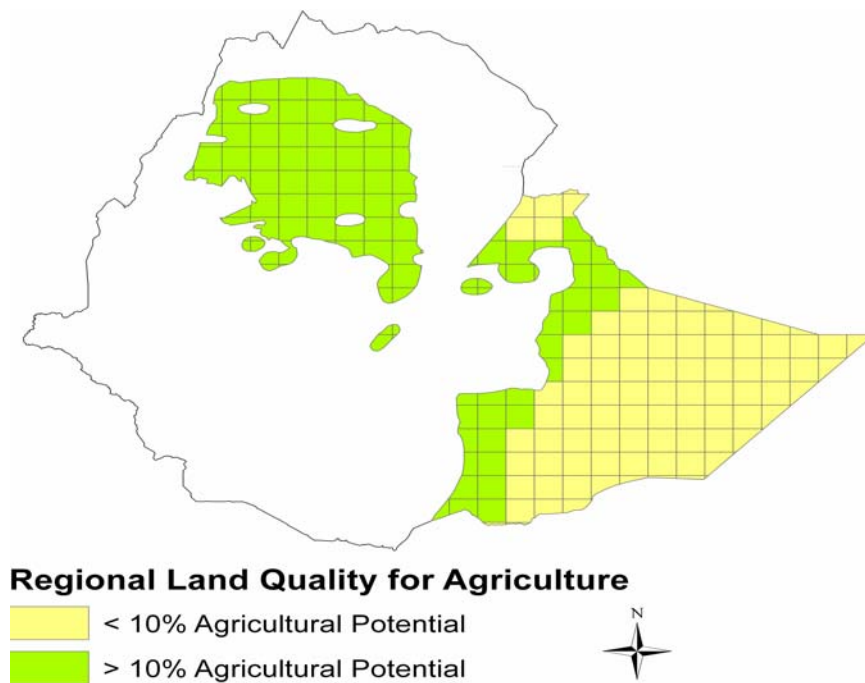 Regional Land Quality for Agriculture
< 10% Agricultural Potential
N
> 10% Agricultural Potential